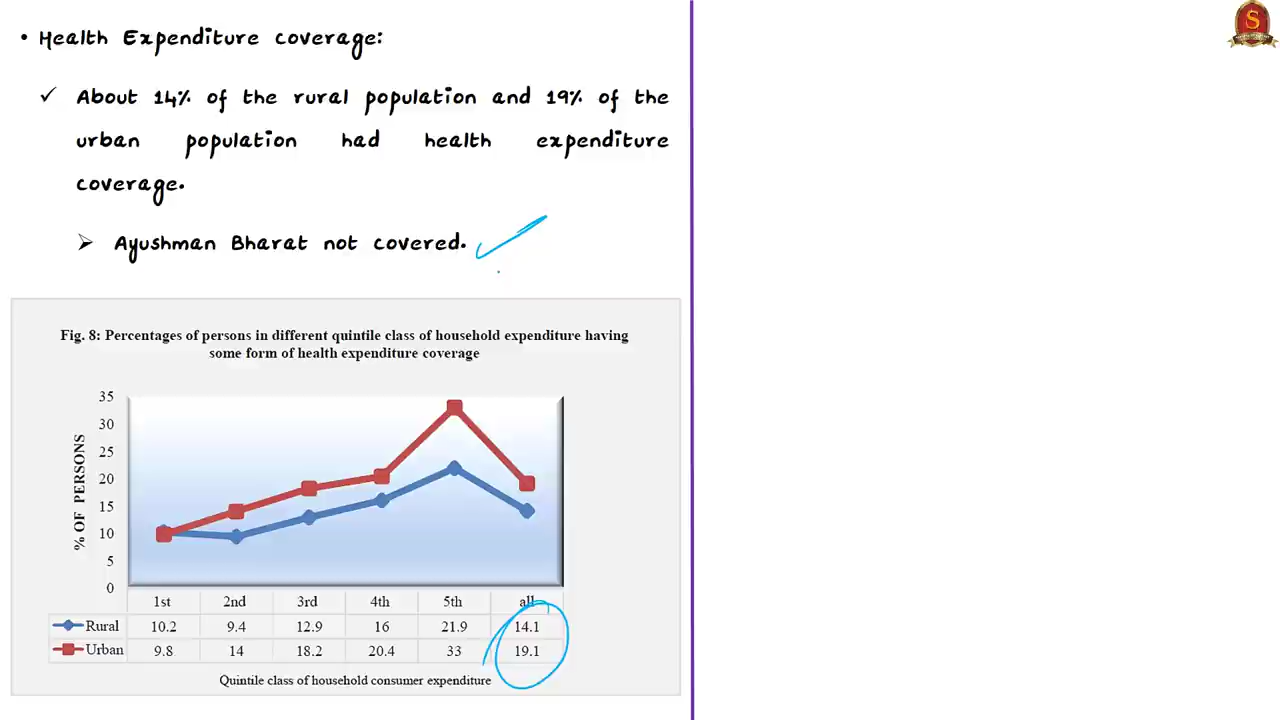 • Health Expenditure coverage:
✓ About 14% of the rural population and 19% of the
urban population had health expenditure
coverage.
➢ Ayushman Bharat not covered.
Fig. 8: Percentages of persons in different quintile class of household expenditure having
some form of health expenditure coverage
% OF PERSONS
35
30
25
20
15
10
5
0
1st 2nd 3rd 4th 5th all
Rural 10.2 9.4 12.9 16 21.9 14.1
Urban 9.8 14 18.2 20.4 33 19.1
Quintile class of household consumer expenditure
S